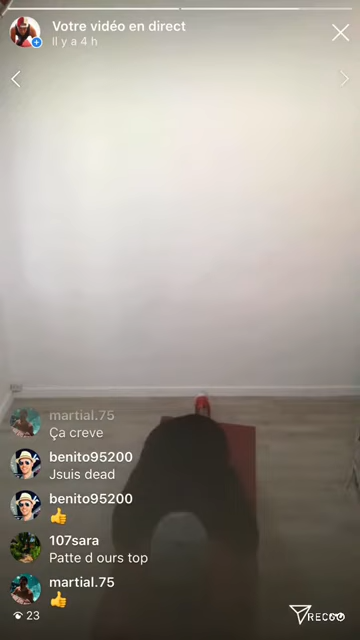 Votre vidéo en direct
Il y a 4 h
martial.75
Ça creve
benito95200
Jsuis dead
benito95200
👍
107sara
Patte d ours top
martial.75
👍
23